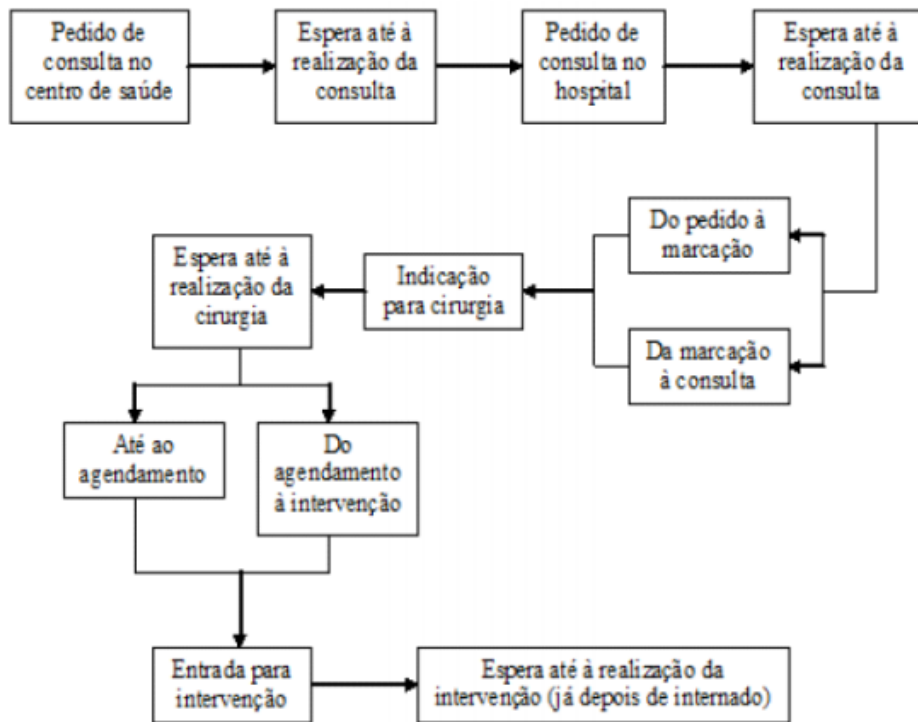 Pedido de
consulta no
centro de saúde
Espera até à
realização da
consulta
Pedido de
consulta no
hospital
Espera até à
realização da
consulta
Do pedido à
marcação
Da marcação
à consulta
Indicação
para cirurgia
Espera até à
realização da
cirurgia
Até ao
agendamento
Do
agendamento
à intervenção
Entrada para
intervenção
Espera até à realização da
intervenção (já depois de internado)